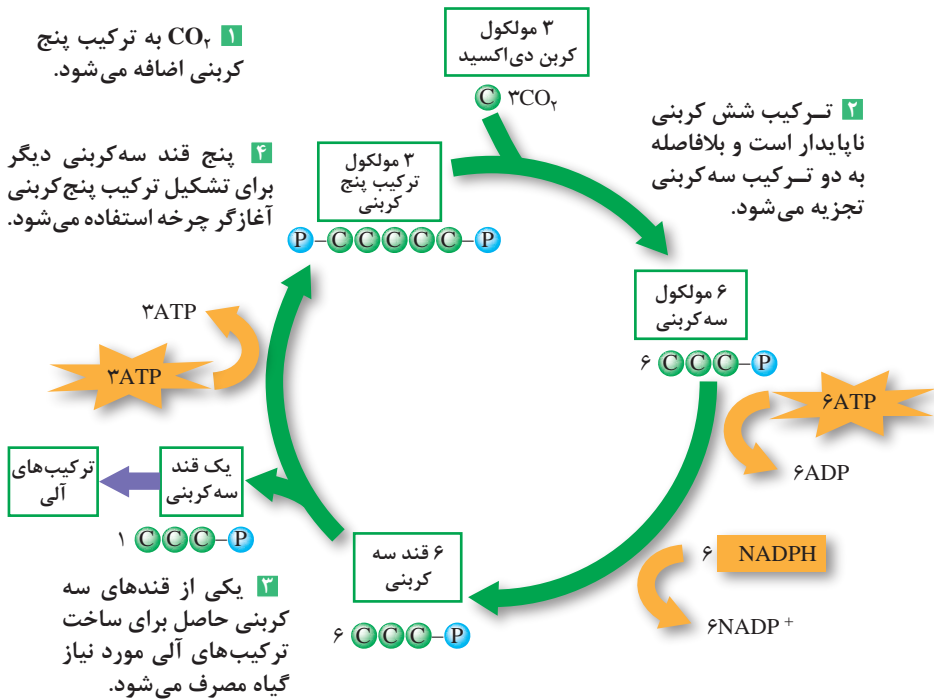 ۱ CO۲ به ترکیب پنج
کربنی اضافه می‌شود.
۳ مولکول
کربن دی‌اکسید
C ۳CO۲
۲ تـرکیب شش کربنی
ناپایدار است و بلافاصله
به دو تـرکیب سه‌کربنی
تجزیه می‌شود.
۴ پنج قند سه‌کربنی دیگر
برای تشکیل ترکیب پنج‌کربنی
آغازگر چرخه استفاده می‌شود.
۳ مولکول
ترکیب پنج
کربنی
P-CCCCC-P
۶ مولکول
سه‌کربنی
۶ CCC-P
۳ATP
۳ATP
۶ATP
۶ADP
یک قند
سه‌کربنی
ترکیب‌های
آلی
۱ CCC-P
۶ قند سه
کربنی
۶ CCC-P
۶ NADPH
۶NADP +
۳ یکی از قندهای سه
کربنی حاصل برای ساخت
ترکیب‌های آلی مورد نیاز
گیاه مصرف می‌شود.